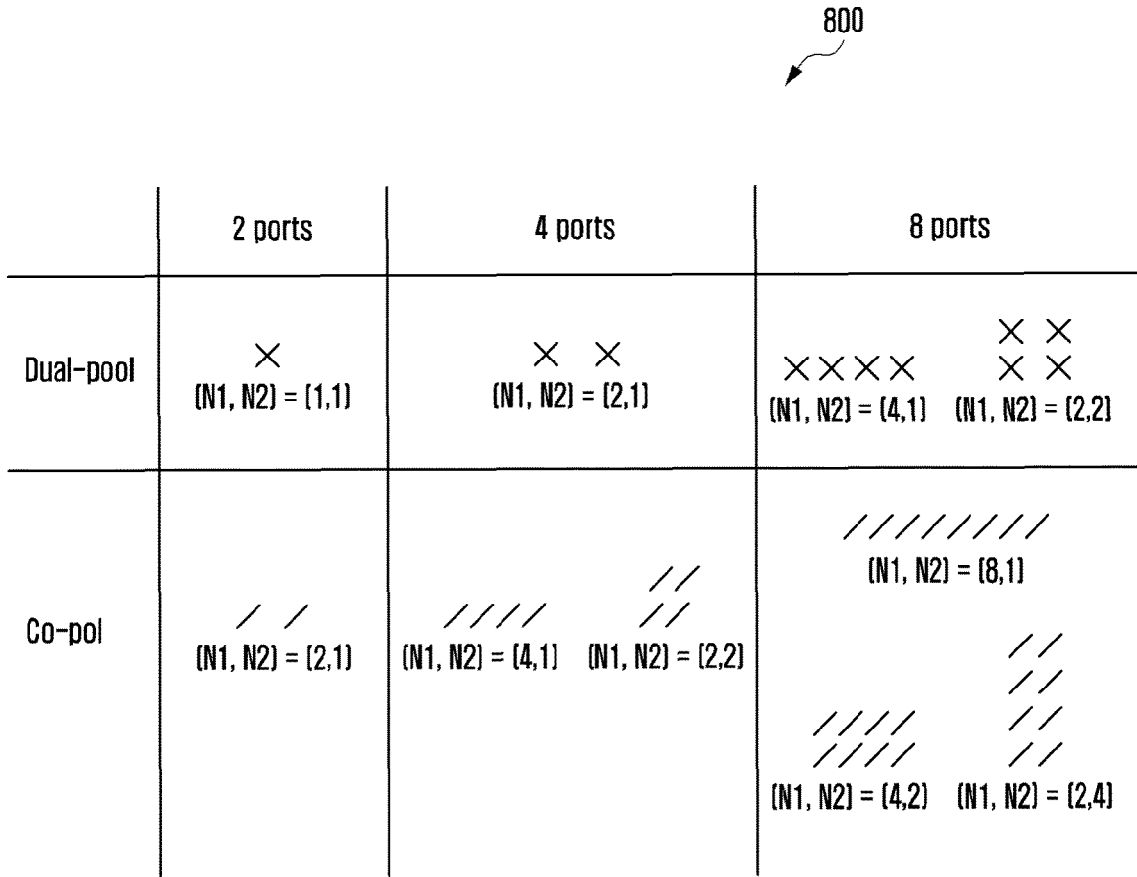 800
2 ports
4 ports
8 ports
Dual-pool
(N1, N2) = (1,1)
(N1, N2) = (2,1)
(N1, N2) = (4,1)
(N1, N2) = (2,2)
Co-pol
(N1, N2) = (2,1)
(N1, N2) = (4,1)
(N1, N2) = (2,2)
(N1, N2) = (8,1)
(N1, N2) = (4,2)
(N1, N2) = (2,4)